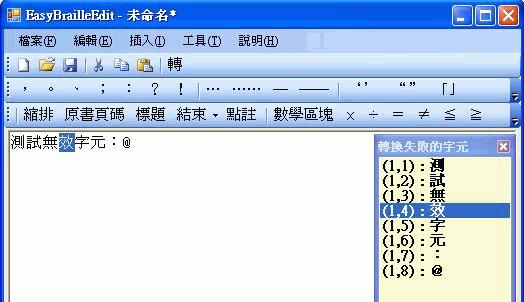 EasyBrailleEdit - 未命名*
檔案(F) 編輯(E) 插入(I) 工具(T) 說明(H)
轉
， 。 、 ； ： ？ ！ … …… — —— ‘’ “” 「」
縮排 原書頁碼 標題 結束 點註 數學區塊 × ÷ = ≠ ≦ ≧
測試無效字元：@
轉換失敗的字元
(1,1)：測
(1,2)：試
(1,3)：無
(1,4)：效
(1,5)：字
(1,6)：元
(1,7)：：
(1,8)：@